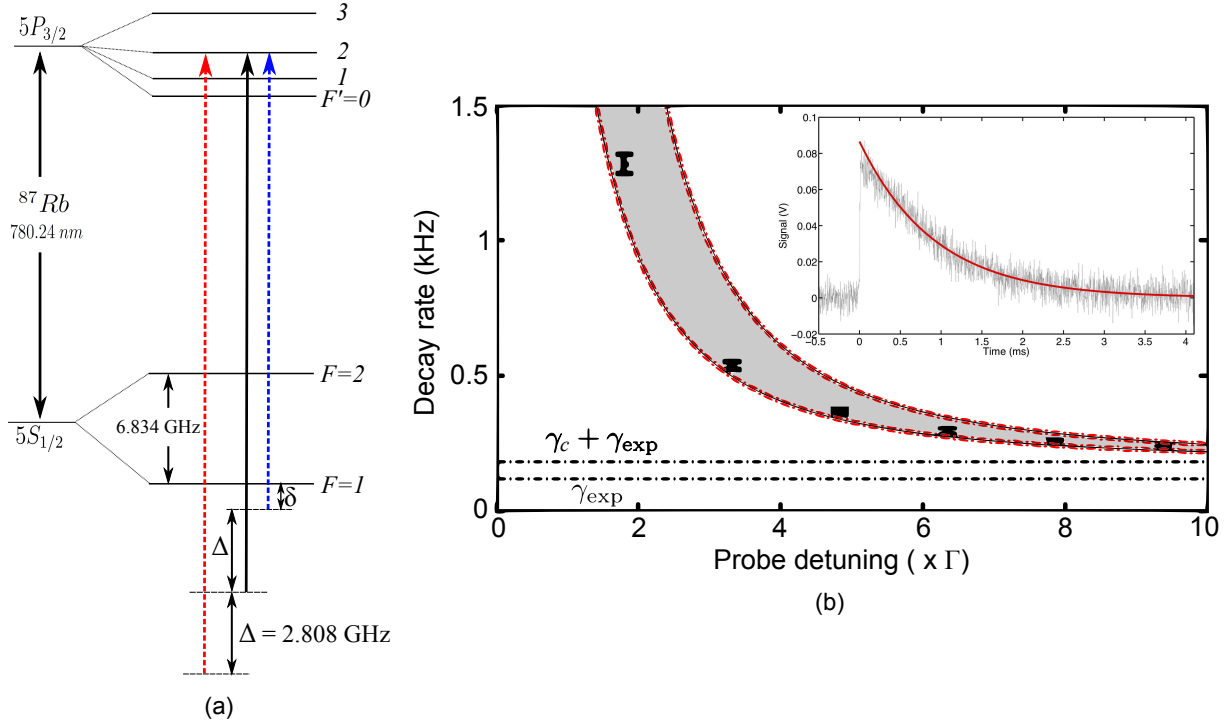 3
5P3/2
2
1
F'=0
87Rb
780.24 nm
F=2
6.834 GHz
5S1/2
F=1
δ
Δ
Δ = 2.808 GHz
(a)
1.5
1
0.5
0
Decay rate (kHz)
γc + γexp
γexp
0 2 4 6 8 10
Probe detuning ( x Γ)
(b)
0.1
0.08
0.06
0.04
0.02
0
−0.02
Signal (V)
−0.5 0 0.5 1 1.5 2 2.5 3 3.5 4
Time (ms)